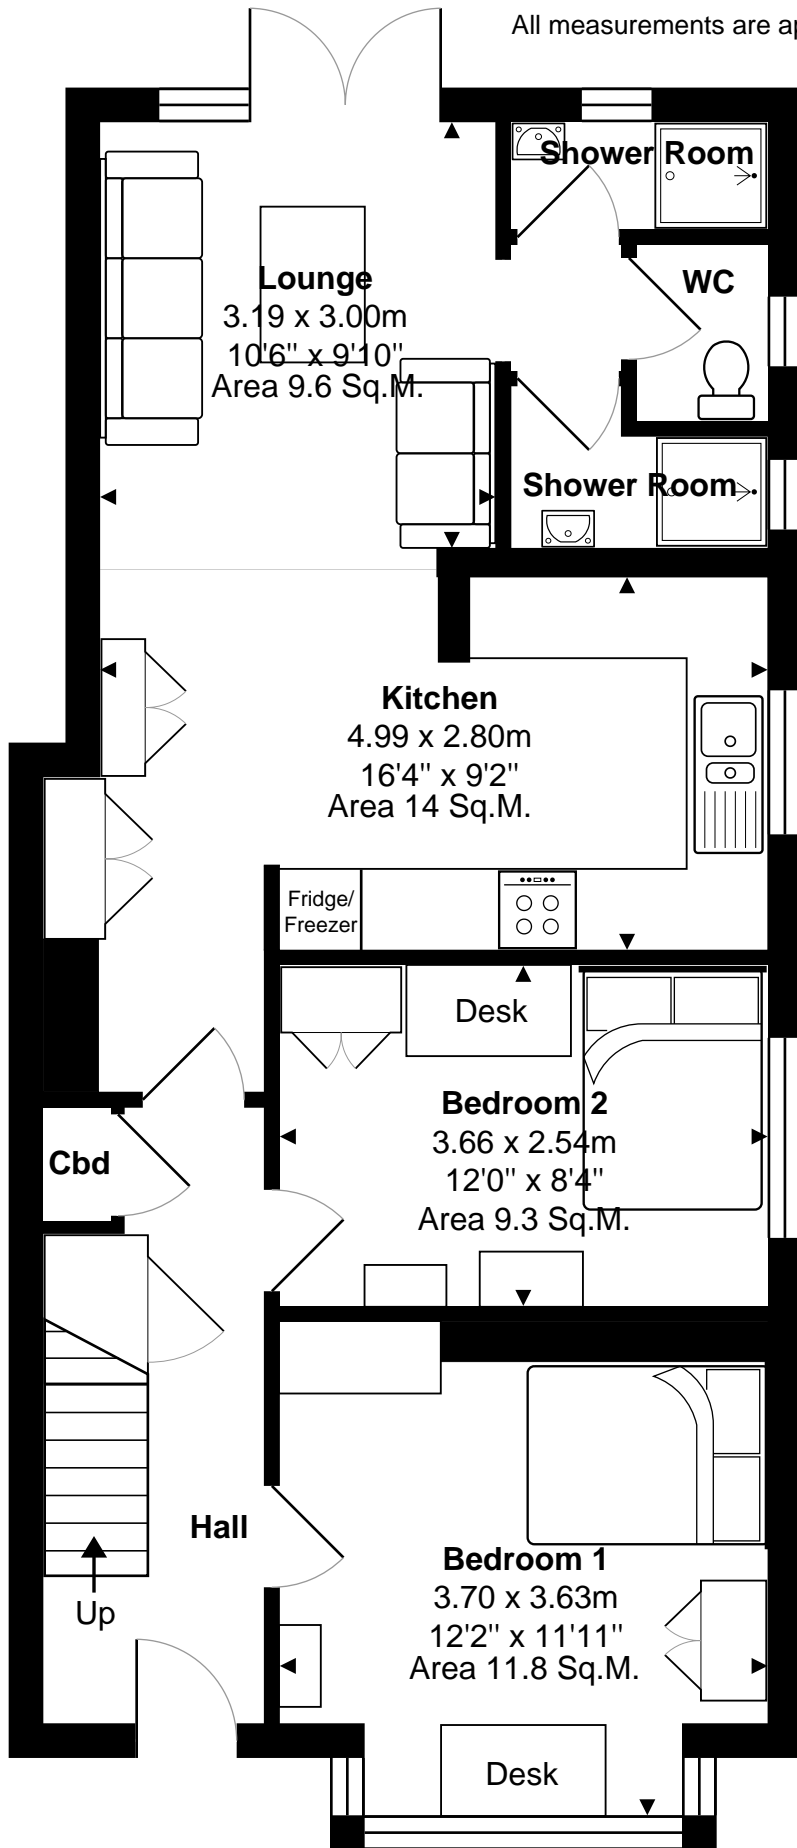 All measurements are ap
Shower Room
Lounge
3.19 x 3.00m
10'6" x 9'10"
Area 9.6 Sq.M.
WC
Shower Room
Kitchen
4.99 x 2.80m
16'4" x 9'2"
Area 14 Sq.M.
Fridge/
Freezer
Desk
Bedroom 2
3.66 x 2.54m
12'0" x 8'4"
Area 9.3 Sq.M.
Cbd
Hall
Up
Bedroom 1
3.70 x 3.63m
12'2" x 11'11"
Area 11.8 Sq.M.
Desk